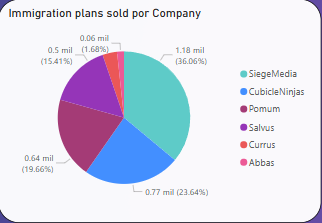 Immigration plans sold por Company
0.06 mil
(1.68%)
0.5 mil
(15.41%)
1.18 mil
(36.06%)
0.64 mil
(19.66%)
0.77 mil (23.64%)
SiegeMedia
CubicleNinjas
Pomum
Salvus
Currus
Abbas